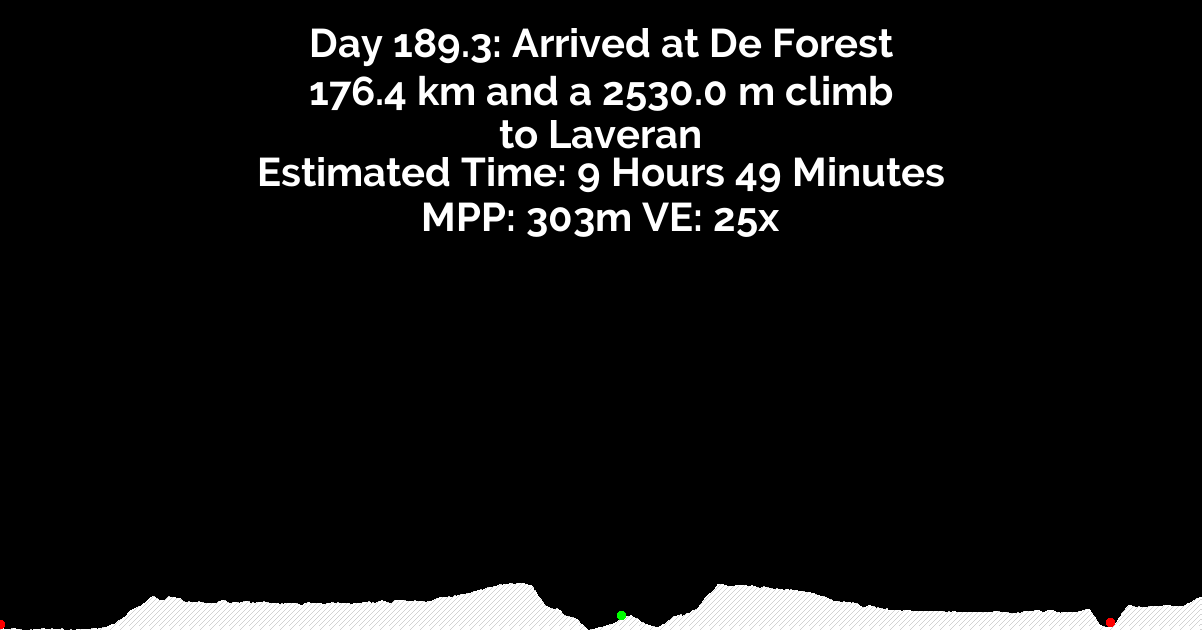 Day 189.3: Arrived at De Forest
176.4 km and a 2530.0 m climb
to Laveran
Estimated Time: 9 Hours 49 Minutes
MPP: 303m VE: 25x